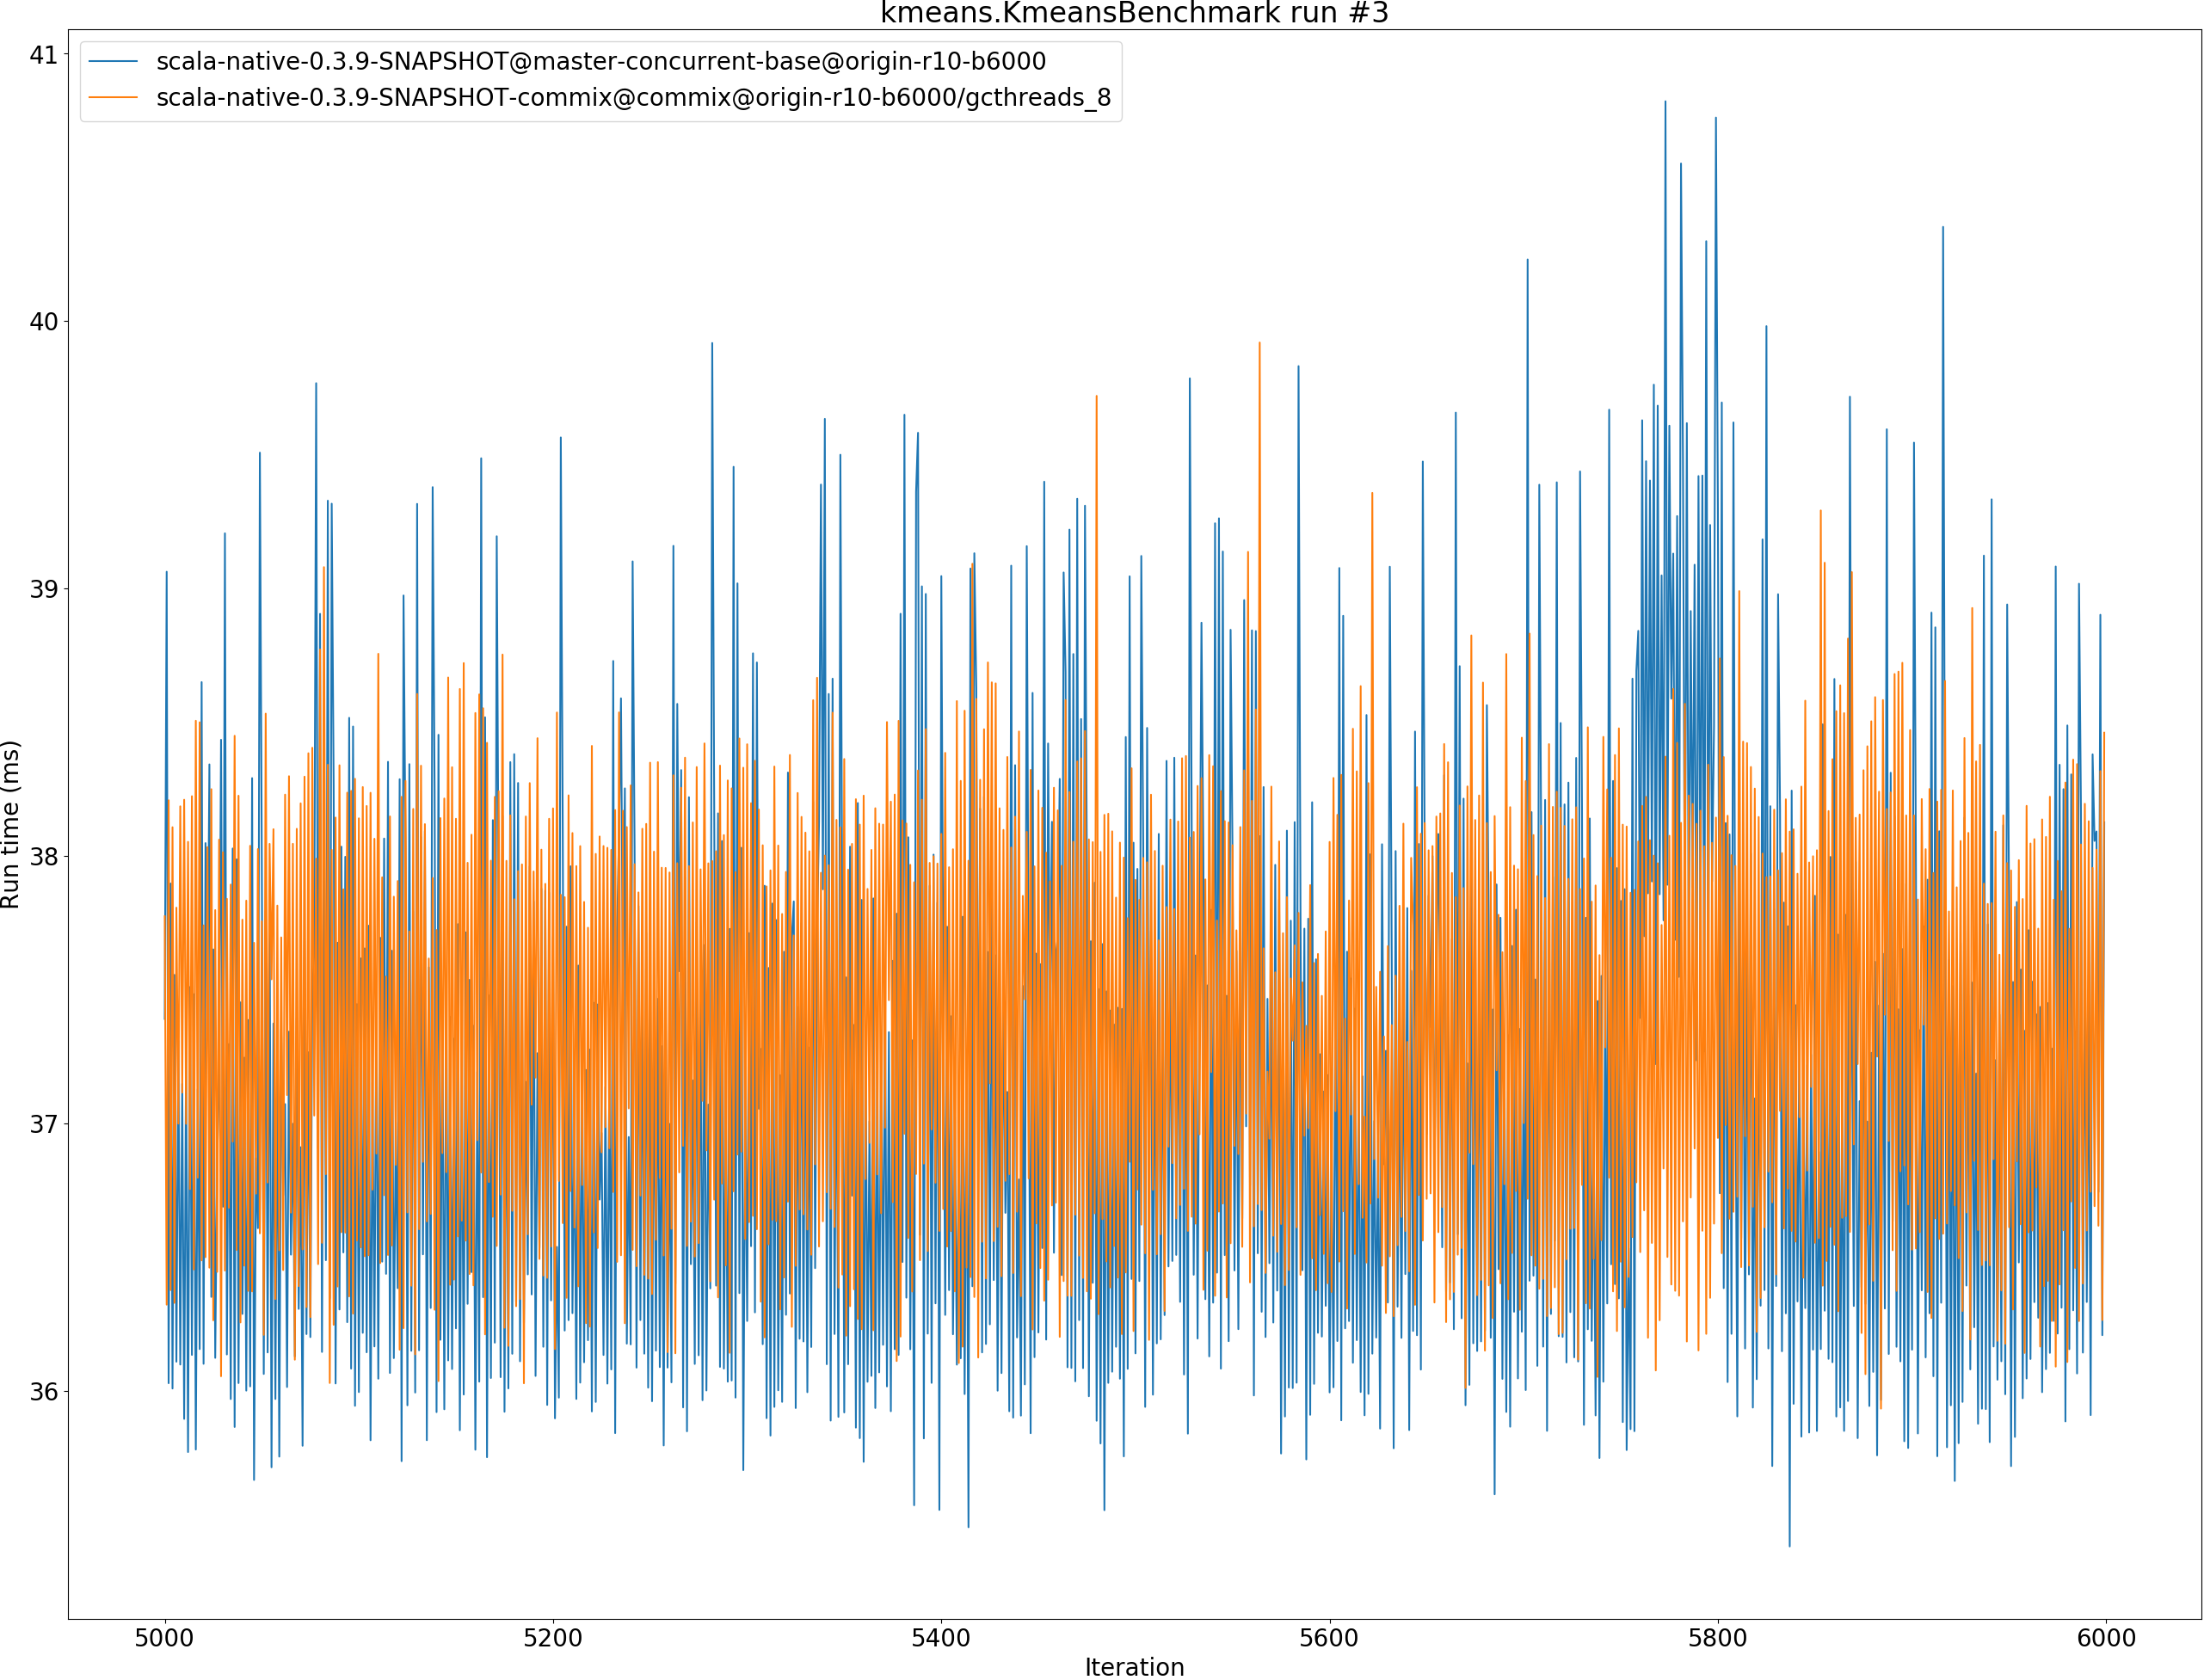 kmeans.KmeansBenchmark run #3
scala-native-0.3.9-SNAPSHOT@master-concurrent-base@origin-r10-b6000
scala-native-0.3.9-SNAPSHOT-commix@commix@origin-r10-b6000/gcthreads_8
41
40
39
38
37
36
Run time (ms)
5000 5200 5400 5600 5800 6000
Iteration